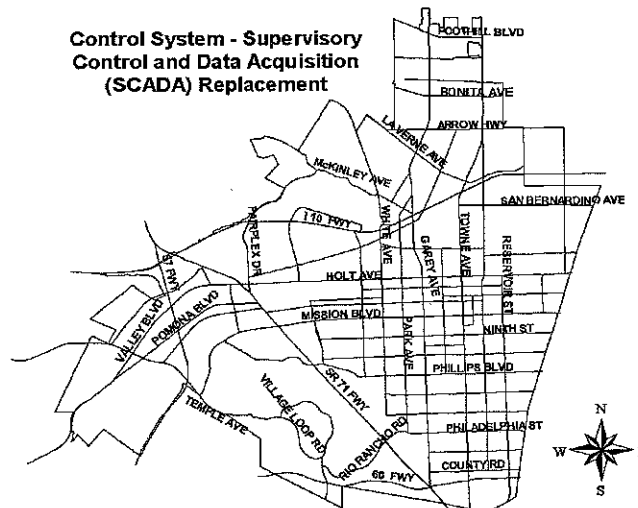 Control System - Supervisory
Control and Data Acquisition
(SCADA) Replacement
FOOTHILL BLVD
BONITA AVE
ARROW HWY
LA VERNE AVE
McKINLEY AVE
SAN BERNARDINO AVE
FAIRPLEX DR
I 10 FWY
WHITE AVE
GAREY AVE
TOWNE AVE
RESERVOIR ST
57 FWY
HOLT AVE
VALLEY BLVD
POMONA BLVD
MISSION BLVD
PARK AVE
NINTH ST
SR 71 FWY
PHILLIPS BLVD
TEMPLE AVE
VILLAGE LOOP RD
RIO RANCHO RD
PHILADELPHIA ST
60 FWY
COUNTY RD
N
W
E
S